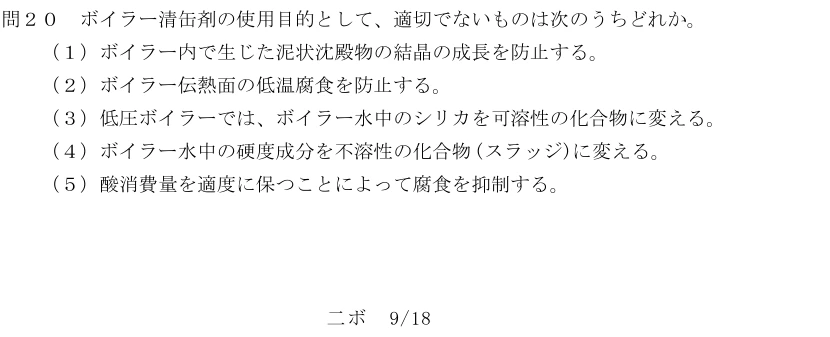 問２０　ボイラー清缶剤の使用目的として、適切でないものは次のうちどれか。
（１）ボイラー内で生じた泥状沈殿物の結晶の成長を防止する。
（２）ボイラー伝熱面の低温腐食を防止する。
（３）低圧ボイラーでは、ボイラー水中のシリカを可溶性の化合物に変える。
（４）ボイラー水中の硬度成分を不溶性の化合物(スラッジ)に変える。
（５）酸消費量を適度に保つことによって腐食を抑制する。
二ボ　9/18